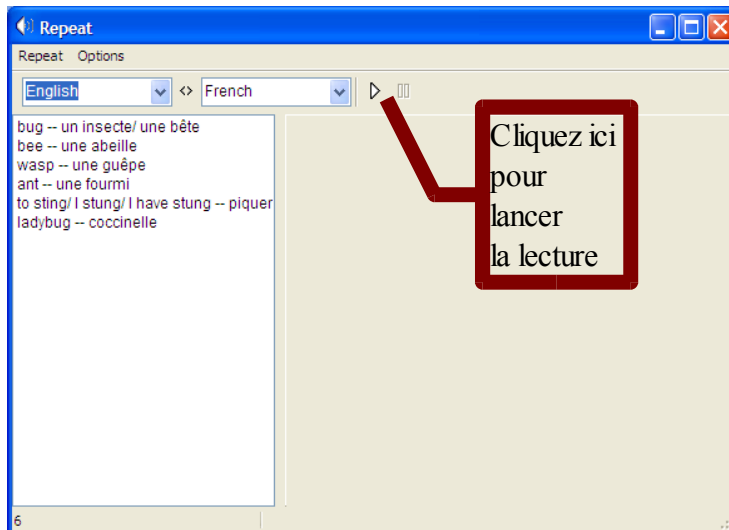 Repeat
Repeat Options
English <> French
bug -- un insecte/ une bête
bee -- une abeille
wasp -- une guêpe
ant -- une fourmi
to sting/ I stung/ I have stung -- piquer
ladybug -- coccinelle
Cliquez ici
pour
lancer
la lecture
6